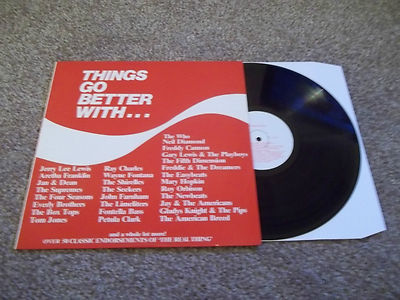 THINGS
GO
BETTER
WITH...
The Who
Neil Diamond
Freddy Cannon
Gary Lewis & The Playboys
The Fifth Dimension
Freddie & The Dreamers
The Easybeats
Mary Hopkin
Roy Orbison
The Newbeats
Jay & The Americans
Gladys Knight & The Pips
The American Breed
Jerry Lee Lewis
Aretha Franklin
Jan & Dean
The Supremes
The Four Seasons
Everly Brothers
The Box Tops
Tom Jones
Ray Charles
Wayne Fontana
The Shirelles
The Seekers
John Farnham
The Limeliters
Fontella Bass
Petula Clark
and a whole lot more!
OVER 50 CLASSIC ENDORSEMENTS OF 'THE REAL THING'